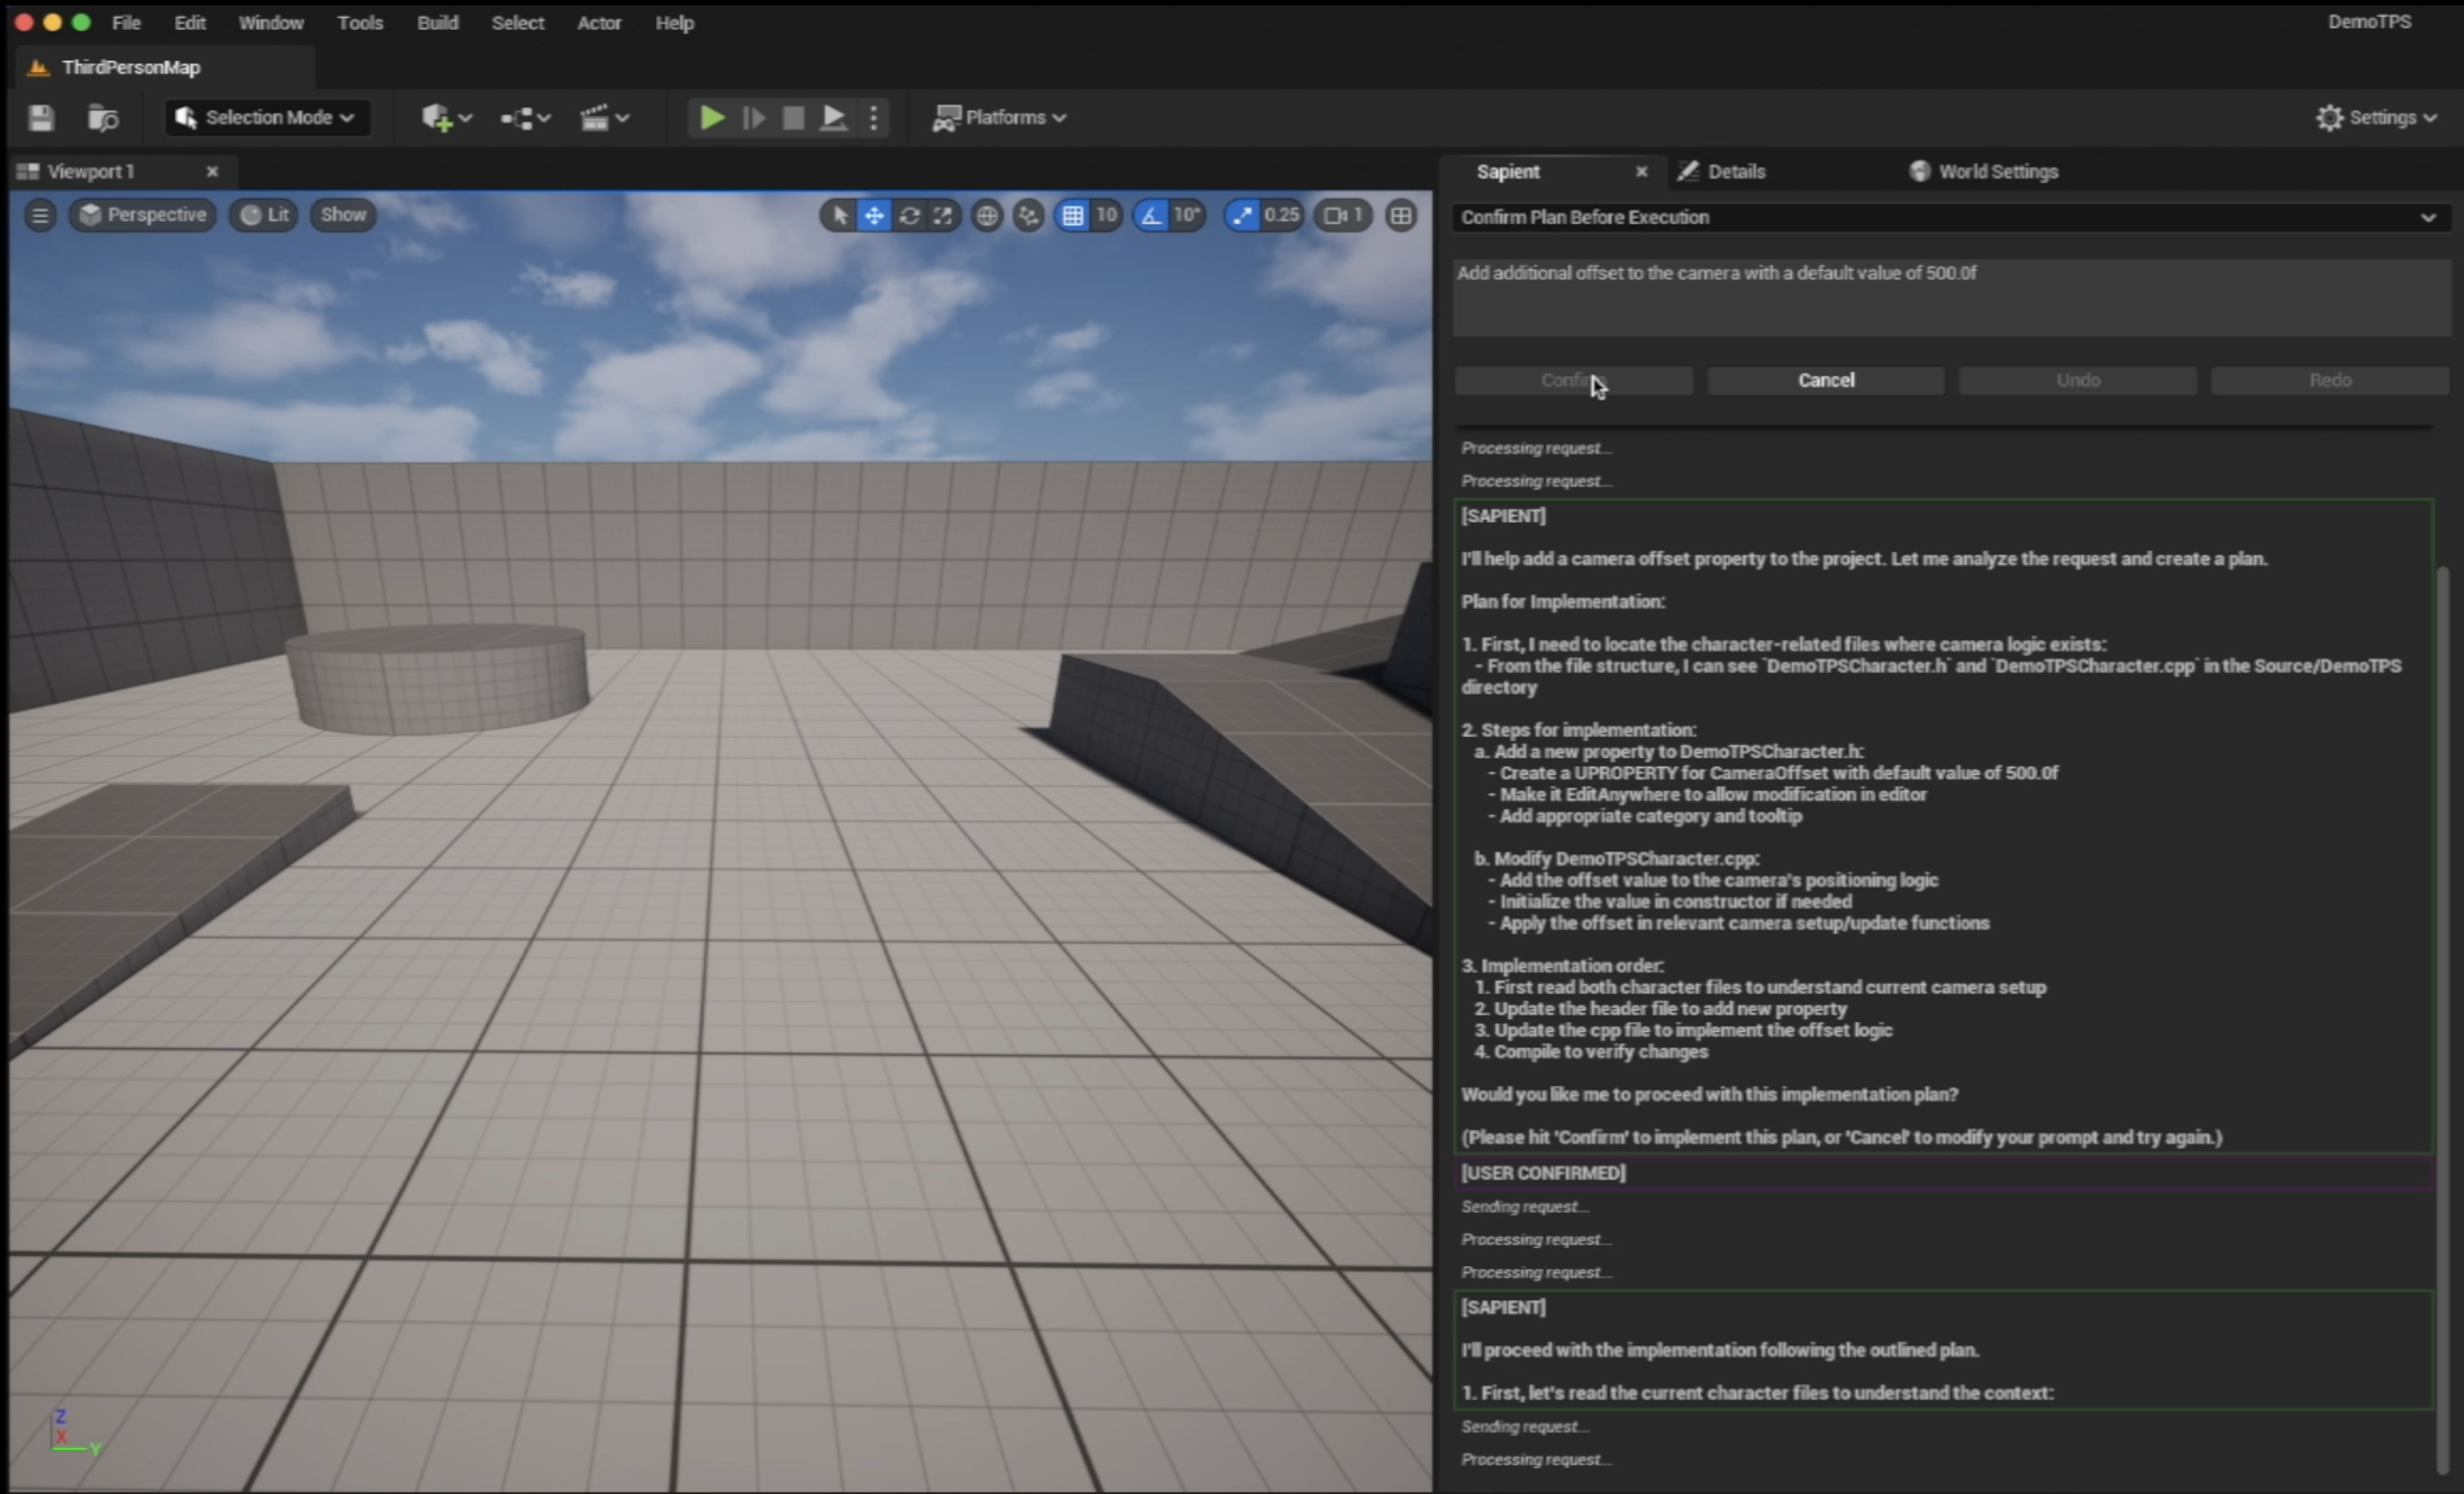 File Edit Window Tools Build Select Actor Help DemoTPS
ThirdPersonMap
Selection Mode Platforms Settings
Viewport 1
Perspective Lit Show 10 10° 0.25 1
Z
X
Y
Sapient Details World Settings
Confirm Plan Before Execution
Add additional offset to the camera with a default value of 500.0f
Confirm Cancel Undo Redo
Processing request...
Processing request...
[SAPIENT]
I'll help add a camera offset property to the project. Let me analyze the request and create a plan.
Plan for Implementation:
1. First, I need to locate the character-related files where camera logic exists:
- From the file structure, I can see `DemoTPSCharacter.h` and `DemoTPSCharacter.cpp` in the Source/DemoTPS
directory
2. Steps for implementation:
a. Add a new property to DemoTPSCharacter.h:
- Create a UPROPERTY for CameraOffset with default value of 500.0f
- Make it EditAnywhere to allow modification in editor
- Add appropriate category and tooltip
b. Modify DemoTPSCharacter.cpp:
- Add the offset value to the camera's positioning logic
- Initialize the value in constructor if needed
- Apply the offset in relevant camera setup/update functions
3. Implementation order:
1. First read both character files to understand current camera setup
2. Update the header file to add new property
3. Update the cpp file to implement the offset logic
4. Compile to verify changes
Would you like me to proceed with this implementation plan?
(Please hit 'Confirm' to implement this plan, or 'Cancel' to modify your prompt and try again.)
[USER CONFIRMED]
Sending request...
Processing request...
Processing request...
[SAPIENT]
I'll proceed with the implementation following the outlined plan.
1. First, let's read the current character files to understand the context:
Sending request...
Processing request...